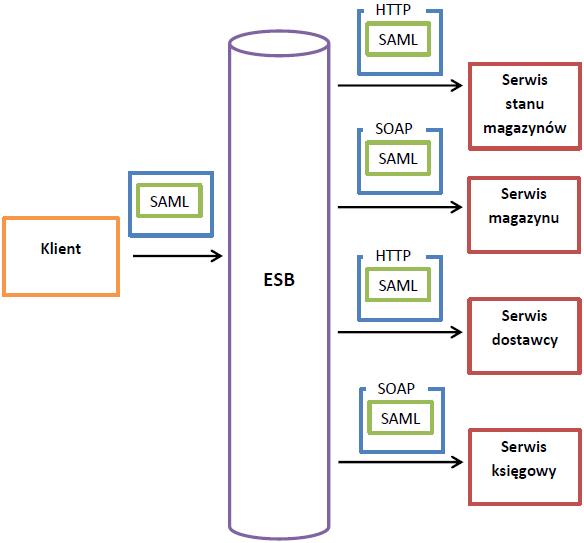 SAML
Klient
ESB
HTTP
SAML
Serwis
stanu
magazynów
SOAP
SAML
Serwis
magazynu
HTTP
SAML
Serwis
dostawcy
SOAP
SAML
Serwis
księgowy